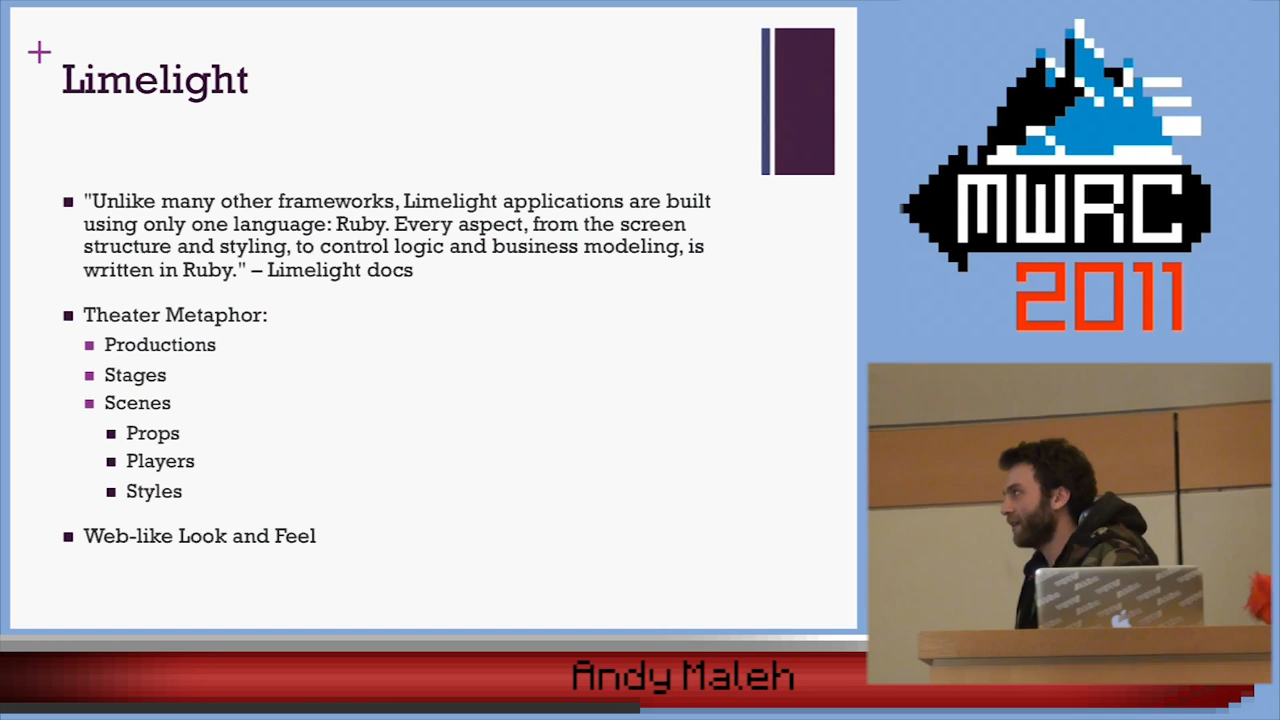 +
Limelight
"Unlike many other frameworks, Limelight applications are built
using only one language: Ruby. Every aspect, from the screen
structure and styling, to control logic and business modeling, is
written in Ruby." – Limelight docs
Theater Metaphor:
Productions
Stages
Scenes
Props
Players
Styles
Web-like Look and Feel
MWRC
2011
Andy Maleh